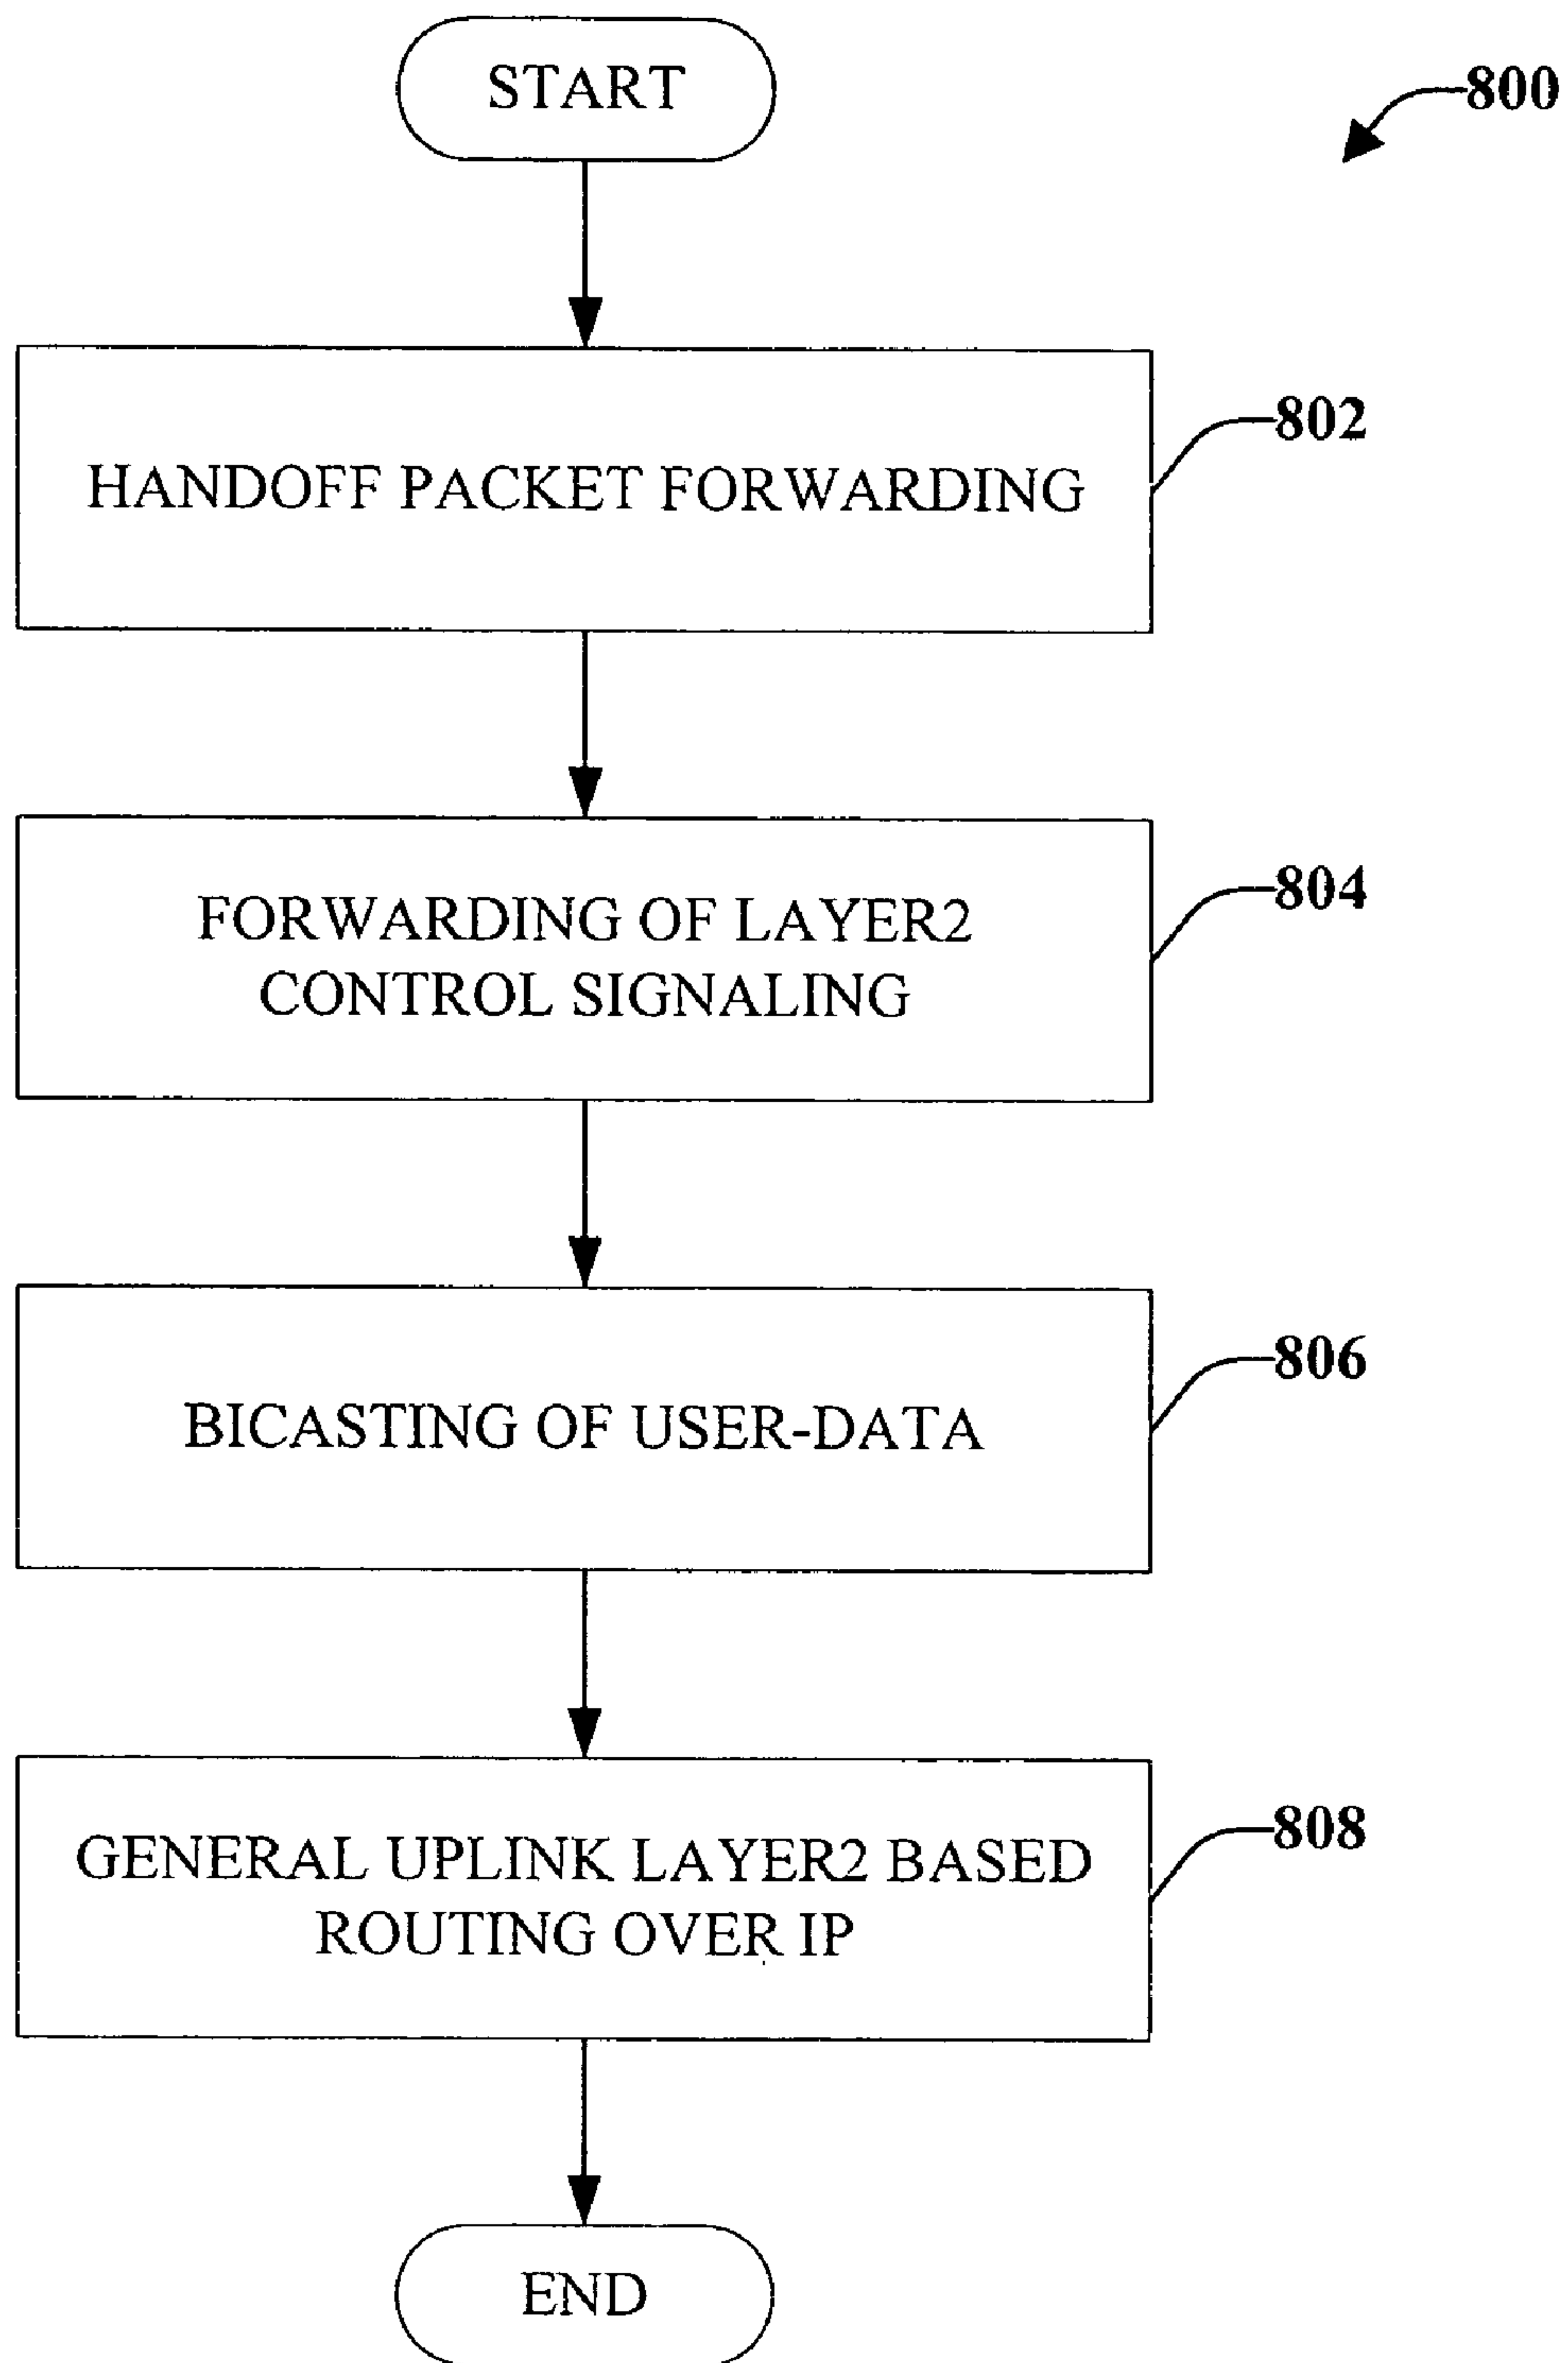 START
800
802
HANDOFF PACKET FORWARDING
804
FORWARDING OF LAYER2
CONTROL SIGNALING
806
BICASTING OF USER-DATA
808
GENERAL UPLINK LAYER2 BASED
ROUTING OVER IP
END